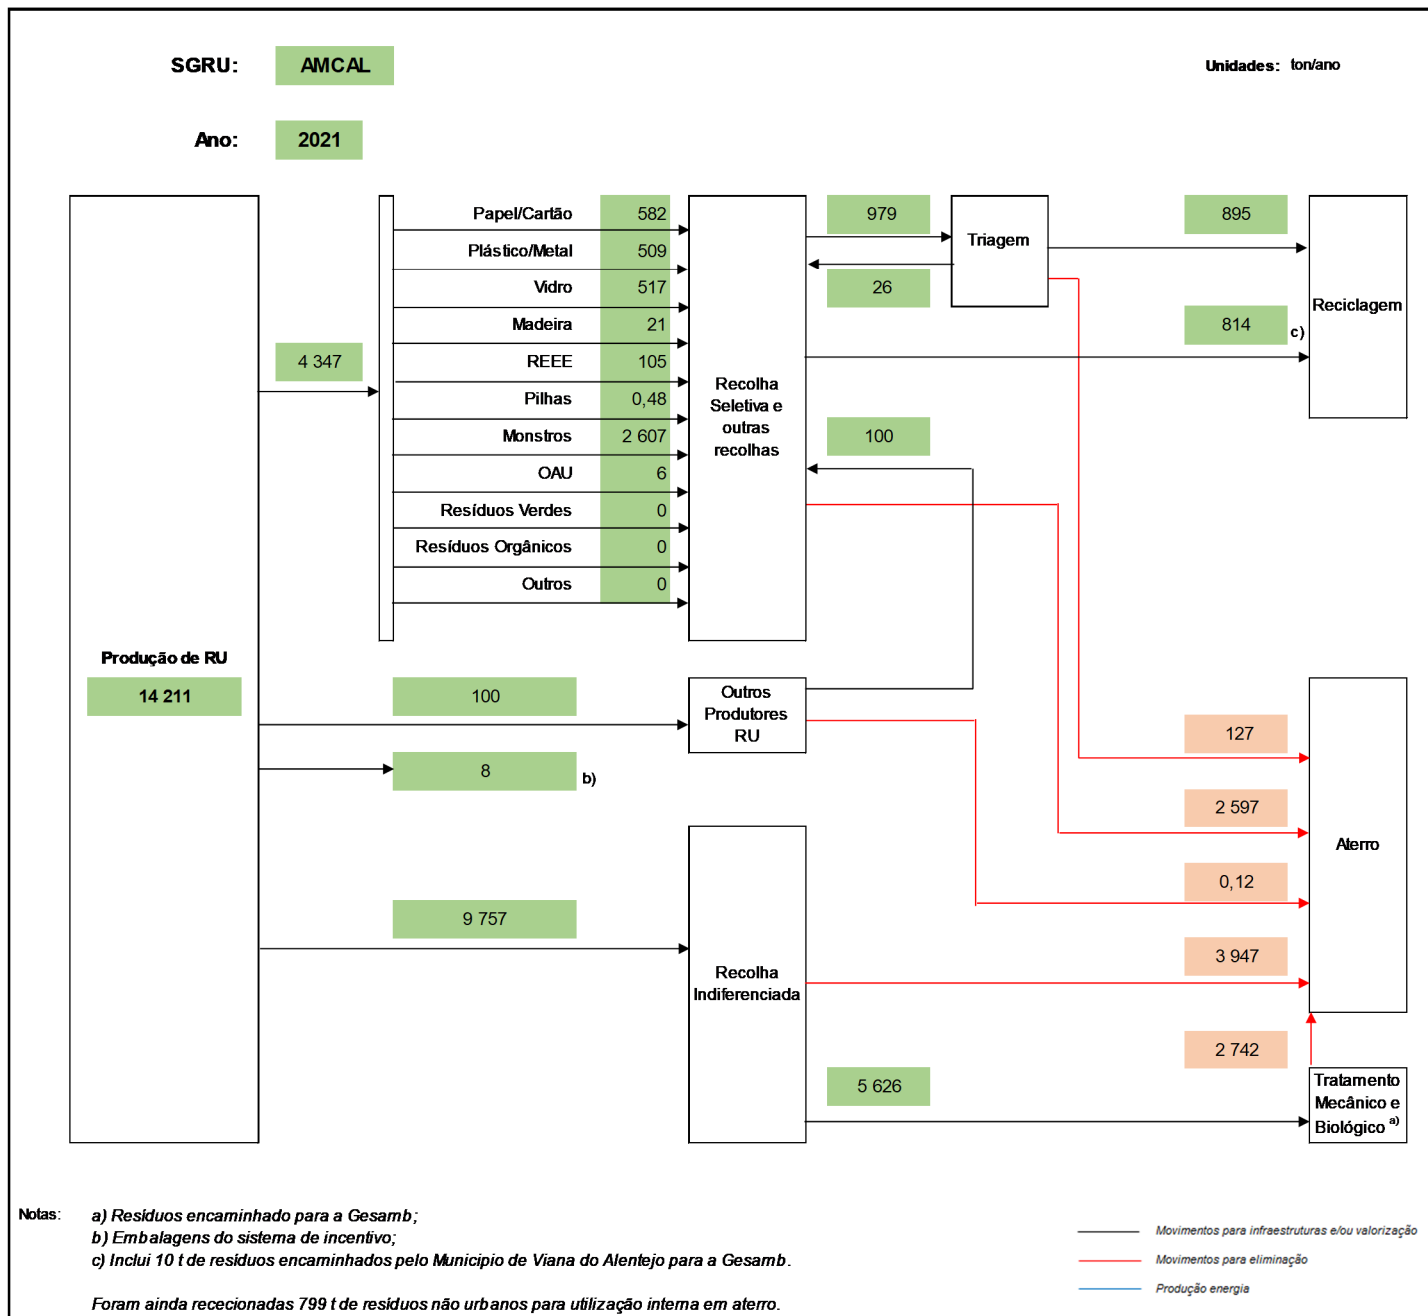 SGRU: AMCAL
Unidades: ton/ano
Ano: 2021
Papel/Cartão 582
Plástico/Metal 509
Vidro 517
Madeira 21
REEE 105
Pilhas 0,48
Monstros 2 607
OAU 6
Resíduos Verdes 0
Resíduos Orgânicos 0
Outros 0
4 347
Recolha
Seletiva e
outras
recolhas
979
26
100
Triagem
895
814 c)
Reciclagem
Produção de RU
14 211
100
8 b)
9 757
Outros
Produtores
RU
Recolha
Indiferenciada
5 626
127
2 597
0,12
3 947
2 742
Aterro
Tratamento
Mecânico e
Biológico a)
Notas: a) Resíduos encaminhado para a Gesamb;
b) Embalagens do sistema de incentivo;
c) Inclui 10 t de resíduos encaminhados pelo Municipio de Viana do Alentejo para a Gesamb.
Foram ainda rececionadas 799 t de resíduos não urbanos para utilização interna em aterro.
Movimentos para infraestruturas e/ou valorização
Movimentos para eliminação
Produção energia